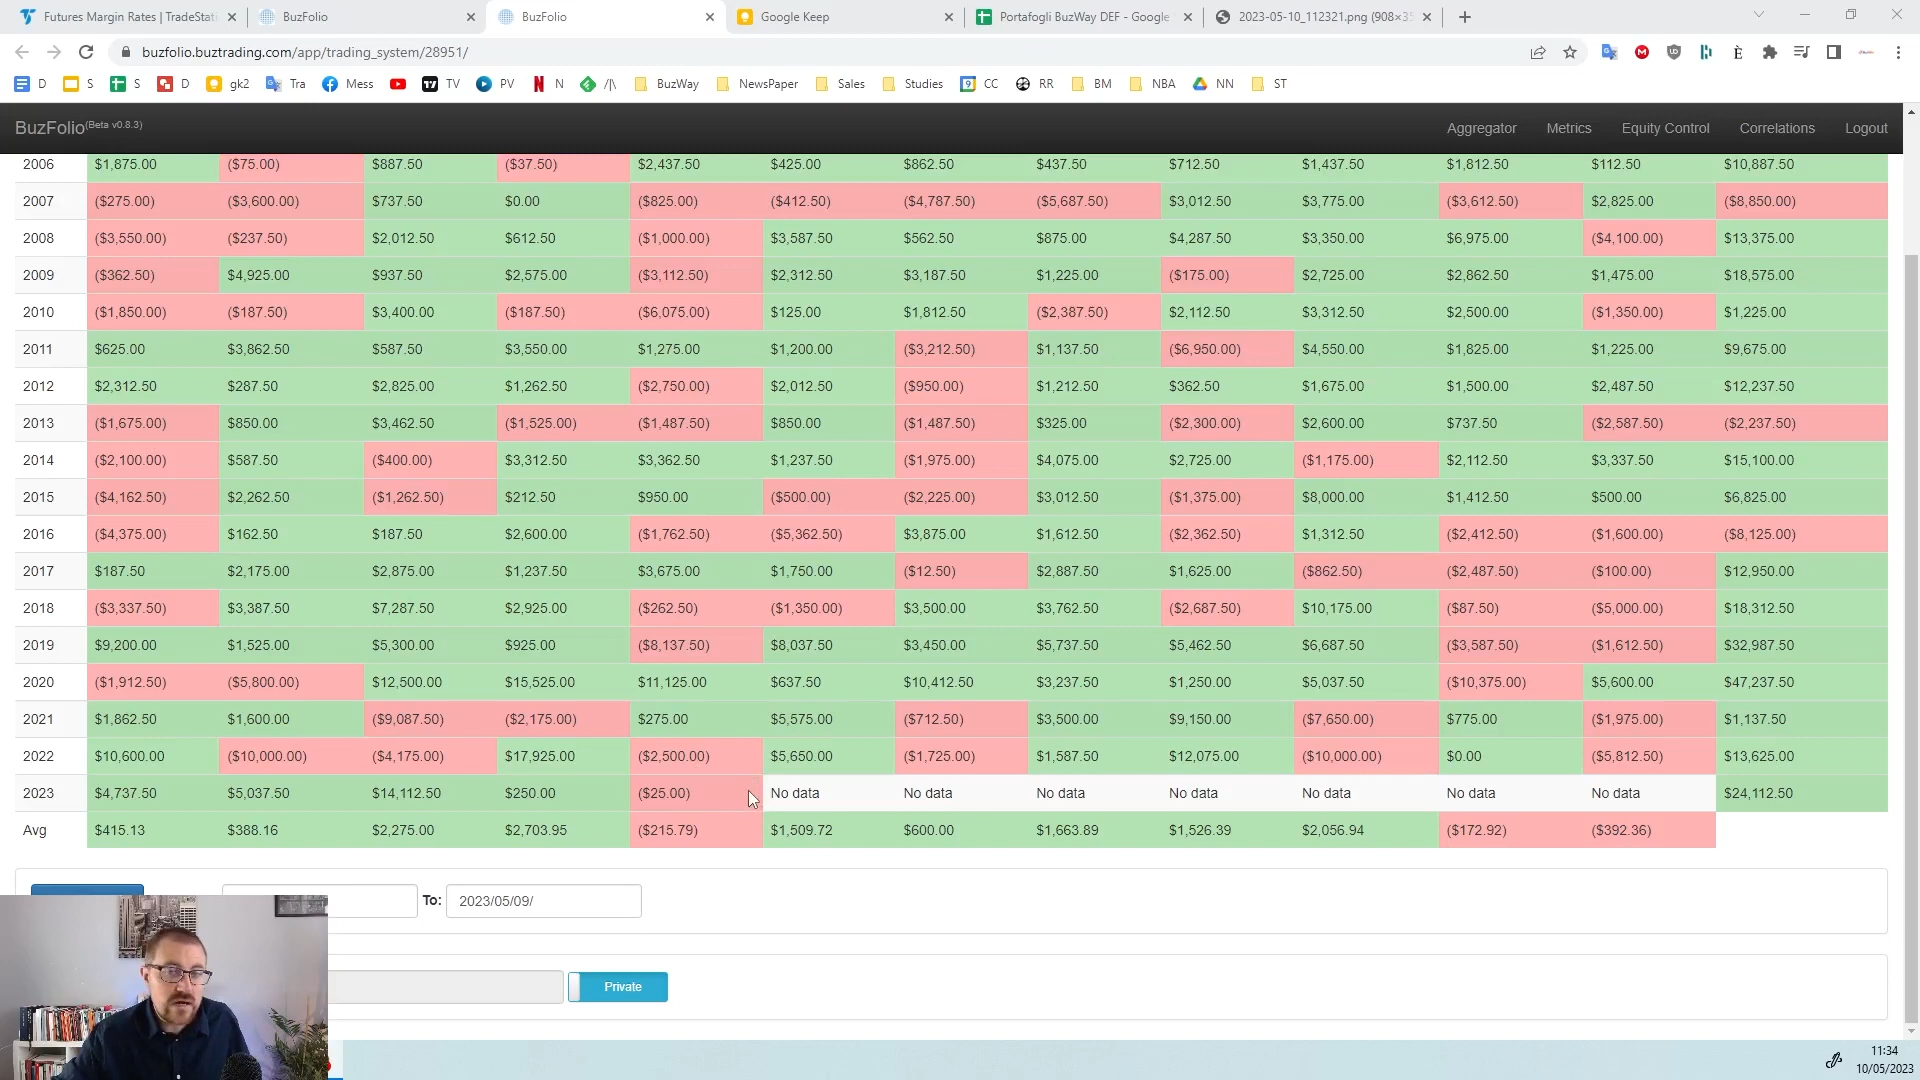 Futures Margin Rates | TradeStati BuzFolio BuzFolio Google Keep Portafogli BuzWay DEF - Google 2023-05-10_112321.png (908×35
buzfolio.buztrading.com/app/trading_system/28951/
D S S D gk2 Tra Mess TV PV N /|\ BuzWay NewsPaper Sales Studies CC RR BM NBA NN ST
BuzFolio(Beta v0.8.3) Aggregator Metrics Equity Control Correlations Logout
2006 $1,875.00 ($75.00) $887.50 ($37.50) $2,437.50 $425.00 $862.50 $437.50 $712.50 $1,437.50 $1,812.50 $112.50 $10,887.50
2007 ($275.00) ($3,600.00) $737.50 $0.00 ($825.00) ($412.50) ($4,787.50) ($5,687.50) $3,012.50 $3,775.00 ($3,612.50) $2,825.00 ($8,850.00)
2008 ($3,550.00) ($237.50) $2,012.50 $612.50 ($1,000.00) $3,587.50 $562.50 $875.00 $4,287.50 $3,350.00 $6,975.00 ($4,100.00) $13,375.00
2009 ($362.50) $4,925.00 $937.50 $2,575.00 ($3,112.50) $2,312.50 $3,187.50 $1,225.00 ($175.00) $2,725.00 $2,862.50 $1,475.00 $18,575.00
2010 ($1,850.00) ($187.50) $3,400.00 ($187.50) ($6,075.00) $125.00 $1,812.50 ($2,387.50) $2,112.50 $3,312.50 $2,500.00 ($1,350.00) $1,225.00
2011 $625.00 $3,862.50 $587.50 $3,550.00 $1,275.00 $1,200.00 ($3,212.50) $1,137.50 ($6,950.00) $4,550.00 $1,825.00 $1,225.00 $9,675.00
2012 $2,312.50 $287.50 $2,825.00 $1,262.50 ($2,750.00) $2,012.50 ($950.00) $1,212.50 $362.50 $1,675.00 $1,500.00 $2,487.50 $12,237.50
2013 ($1,675.00) $850.00 $3,462.50 ($1,525.00) ($1,487.50) $850.00 ($1,487.50) $325.00 ($2,300.00) $2,600.00 $737.50 ($2,587.50) ($2,237.50)
2014 ($2,100.00) $587.50 ($400.00) $3,312.50 $3,362.50 $1,237.50 ($1,975.00) $4,075.00 $2,725.00 ($1,175.00) $2,112.50 $3,337.50 $15,100.00
2015 ($4,162.50) $2,262.50 ($1,262.50) $212.50 $950.00 ($500.00) ($2,225.00) $3,012.50 ($1,375.00) $8,000.00 $1,412.50 $500.00 $6,825.00
2016 ($4,375.00) $162.50 $187.50 $2,600.00 ($1,762.50) ($5,362.50) $3,875.00 $1,612.50 ($2,362.50) $1,312.50 ($2,412.50) ($1,600.00) ($8,125.00)
2017 $187.50 $2,175.00 $2,875.00 $1,237.50 $3,675.00 $1,750.00 ($12.50) $2,887.50 $1,625.00 ($862.50) ($2,487.50) ($100.00) $12,950.00
2018 ($3,337.50) $3,387.50 $7,287.50 $2,925.00 ($262.50) ($1,350.00) $3,500.00 $3,762.50 ($2,687.50) $10,175.00 ($87.50) ($5,000.00) $18,312.50
2019 $9,200.00 $1,525.00 $5,300.00 $925.00 ($8,137.50) $8,037.50 $3,450.00 $5,737.50 $5,462.50 $6,687.50 ($3,587.50) ($1,612.50) $32,987.50
2020 ($1,912.50) ($5,800.00) $12,500.00 $15,525.00 $11,125.00 $637.50 $10,412.50 $3,237.50 $1,250.00 $5,037.50 ($10,375.00) $5,600.00 $47,237.50
2021 $1,862.50 $1,600.00 ($9,087.50) ($2,175.00) $275.00 $5,575.00 ($712.50) $3,500.00 $9,150.00 ($7,650.00) $775.00 ($1,975.00) $1,137.50
2022 $10,600.00 ($10,000.00) ($4,175.00) $17,925.00 ($2,500.00) $5,650.00 ($1,725.00) $1,587.50 $12,075.00 ($10,000.00) $0.00 ($5,812.50) $13,625.00
2023 $4,737.50 $5,037.50 $14,112.50 $250.00 ($25.00) No data No data No data No data No data No data No data $24,112.50
Avg $415.13 $388.16 $2,275.00 $2,703.95 ($215.79) $1,509.72 $600.00 $1,663.89 $1,526.39 $2,056.94 ($172.92) ($392.36)
To: 2023/05/09/
Private
11:34
10/05/2023